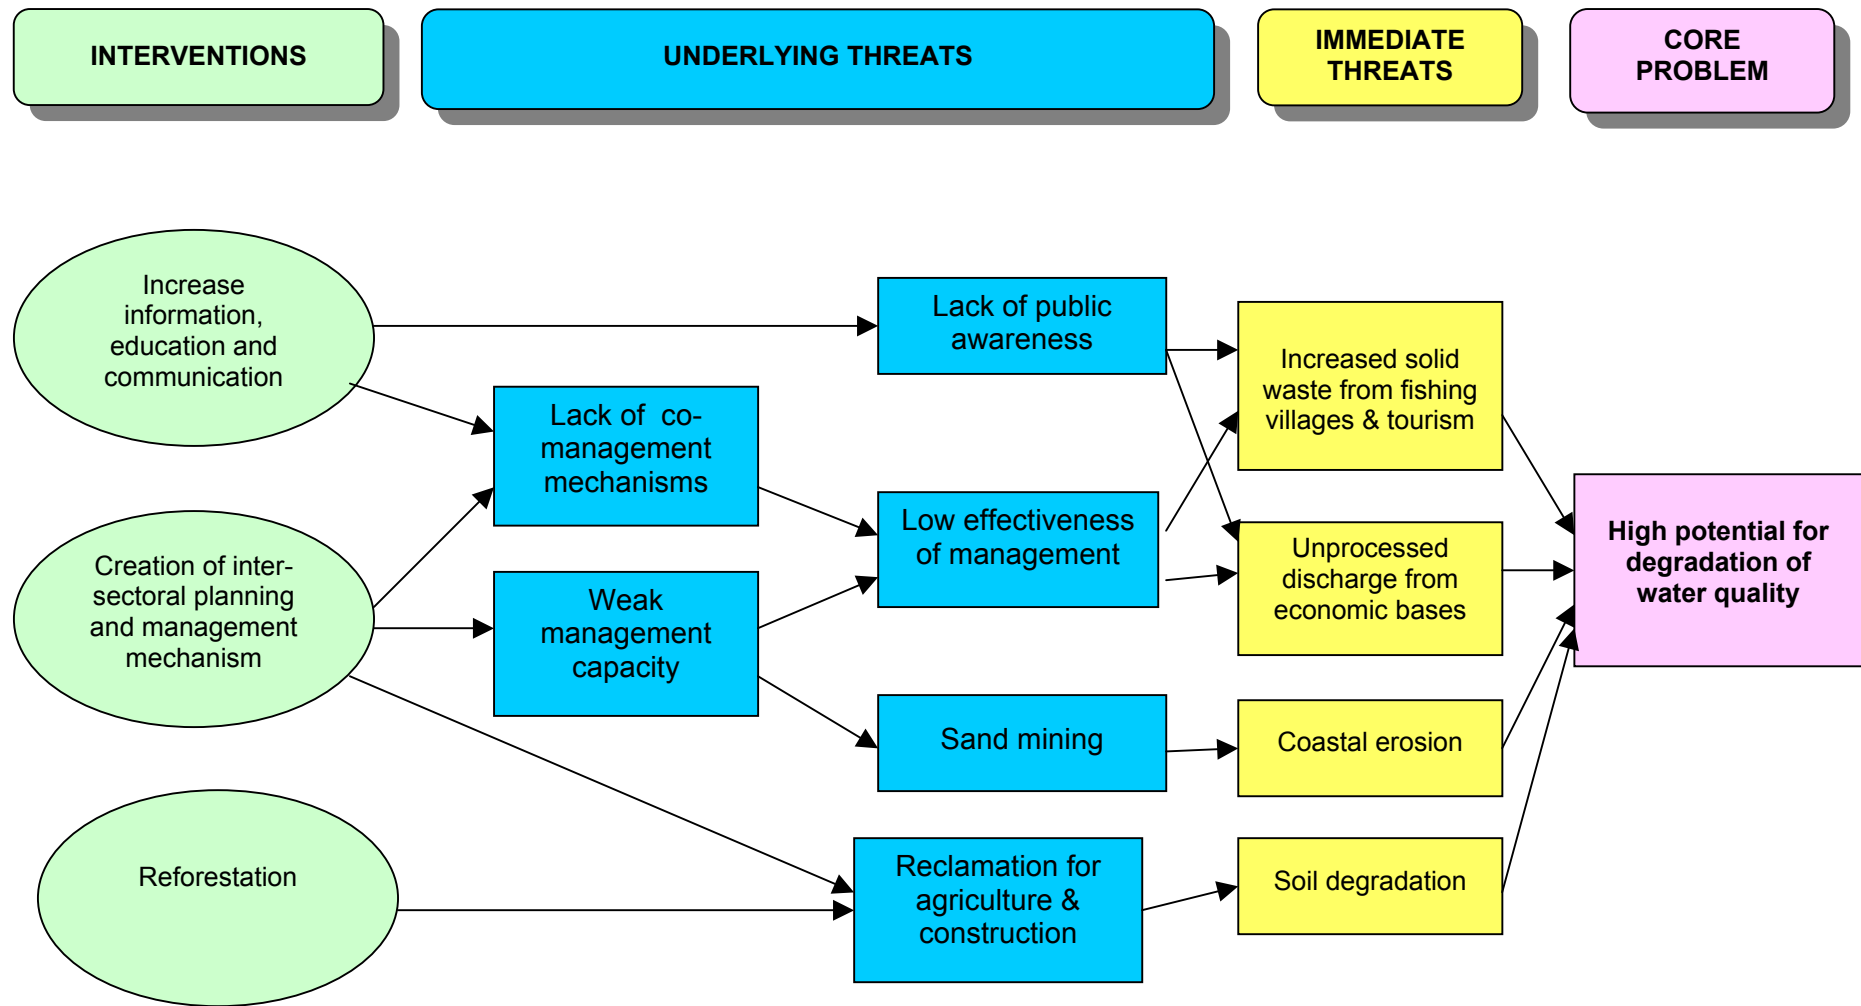 INTERVENTIONS
UNDERLYING THREATS
IMMEDIATE
THREATS
CORE
PROBLEM
Increase
information,
education and
communication
Lack of public
awareness
Increased solid
waste from fishing
villages & tourism
Lack of  co-
management
mechanisms
Low effectiveness
of management
Unprocessed
discharge from
economic bases
High potential for
degradation of
water quality
Creation of inter-
sectoral planning
and management
mechanism
Weak
management
capacity
Sand mining
Coastal erosion
Reforestation
Reclamation for
agriculture &
construction
Soil degradation